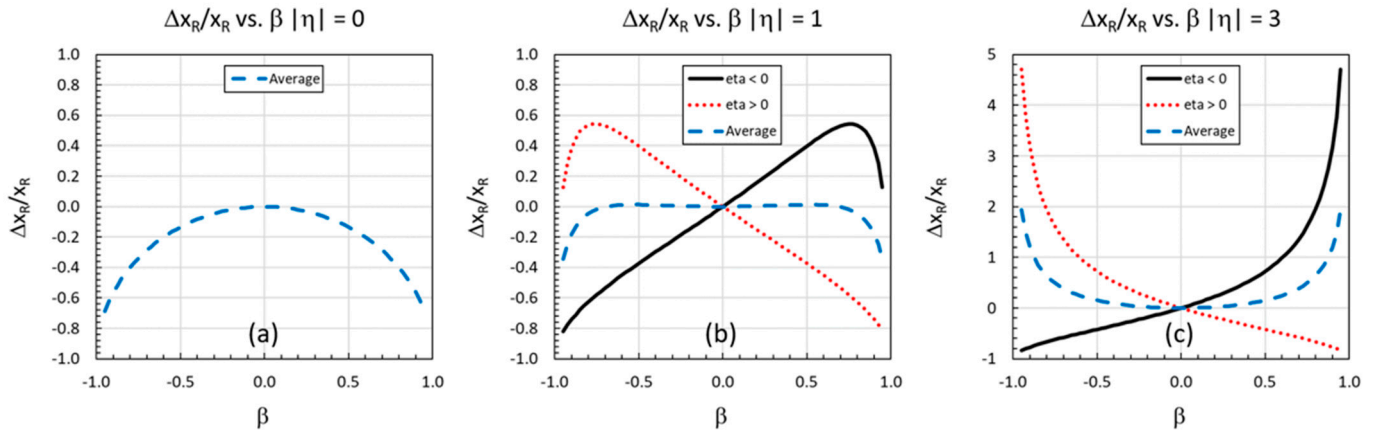 Δx_R/x_R vs. β |η| = 0
1.0
0.8
0.6
0.4
0.2
0.0
-0.2
-0.4
-0.6
-0.8
-1.0
Δx_R/x_R
Average
(a)
-1.0 -0.5 0.0 0.5 1.0
β
Δx_R/x_R vs. β |η| = 1
1.0
0.8
0.6
0.4
0.2
0.0
-0.2
-0.4
-0.6
-0.8
-1.0
Δx_R/x_R
eta < 0
eta > 0
Average
(b)
-1.0 -0.5 0.0 0.5 1.0
β
Δx_R/x_R vs. β |η| = 3
5
4
3
2
1
0
-1
Δx_R/x_R
eta < 0
eta > 0
Average
(c)
-1.0 -0.5 0.0 0.5 1.0
β